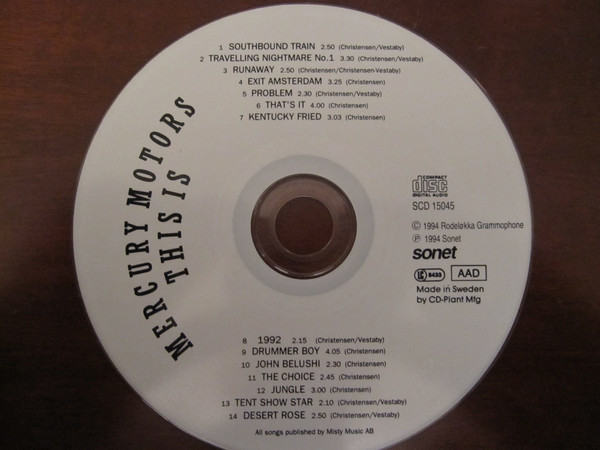 1 SOUTHBOUND TRAIN 2.50 (Christensen/Vestaby)
2 TRAVELLING NIGHTMARE No.1 3.30 (Christensen/Vestaby)
3 RUNAWAY 2.50 (Christensen/Christensen-Vestaby)
4 EXIT AMSTERDAM 3.25 (Christensen)
5 PROBLEM 2.30 (Christensen/Vestaby)
6 THAT'S IT 4.00 (Christensen)
7 KENTUCKY FRIED 3.03 (Christensen)
MERCURY MOTORS
THIS IS
COMPACT
disc
DIGITAL AUDIO
SCD 15045
© 1994 Rodeløkka Grammophone
℗ 1994 Sonet
sonet
8433 AAD
Made in Sweden
by CD-Plant Mfg
8 1992 2.15 (Christensen/Vestaby)
9 DRUMMER BOY 4.05 (Christensen)
10 JOHN BELUSHI 2.30 (Christensen)
11 THE CHOICE 2.45 (Christensen)
12 JUNGLE 3.00 (Christensen)
13 TENT SHOW STAR 2.10 (Christensen/Vestaby)
14 DESERT ROSE 2.50 (Christensen/Vestaby)
All songs published by Misty Music AB